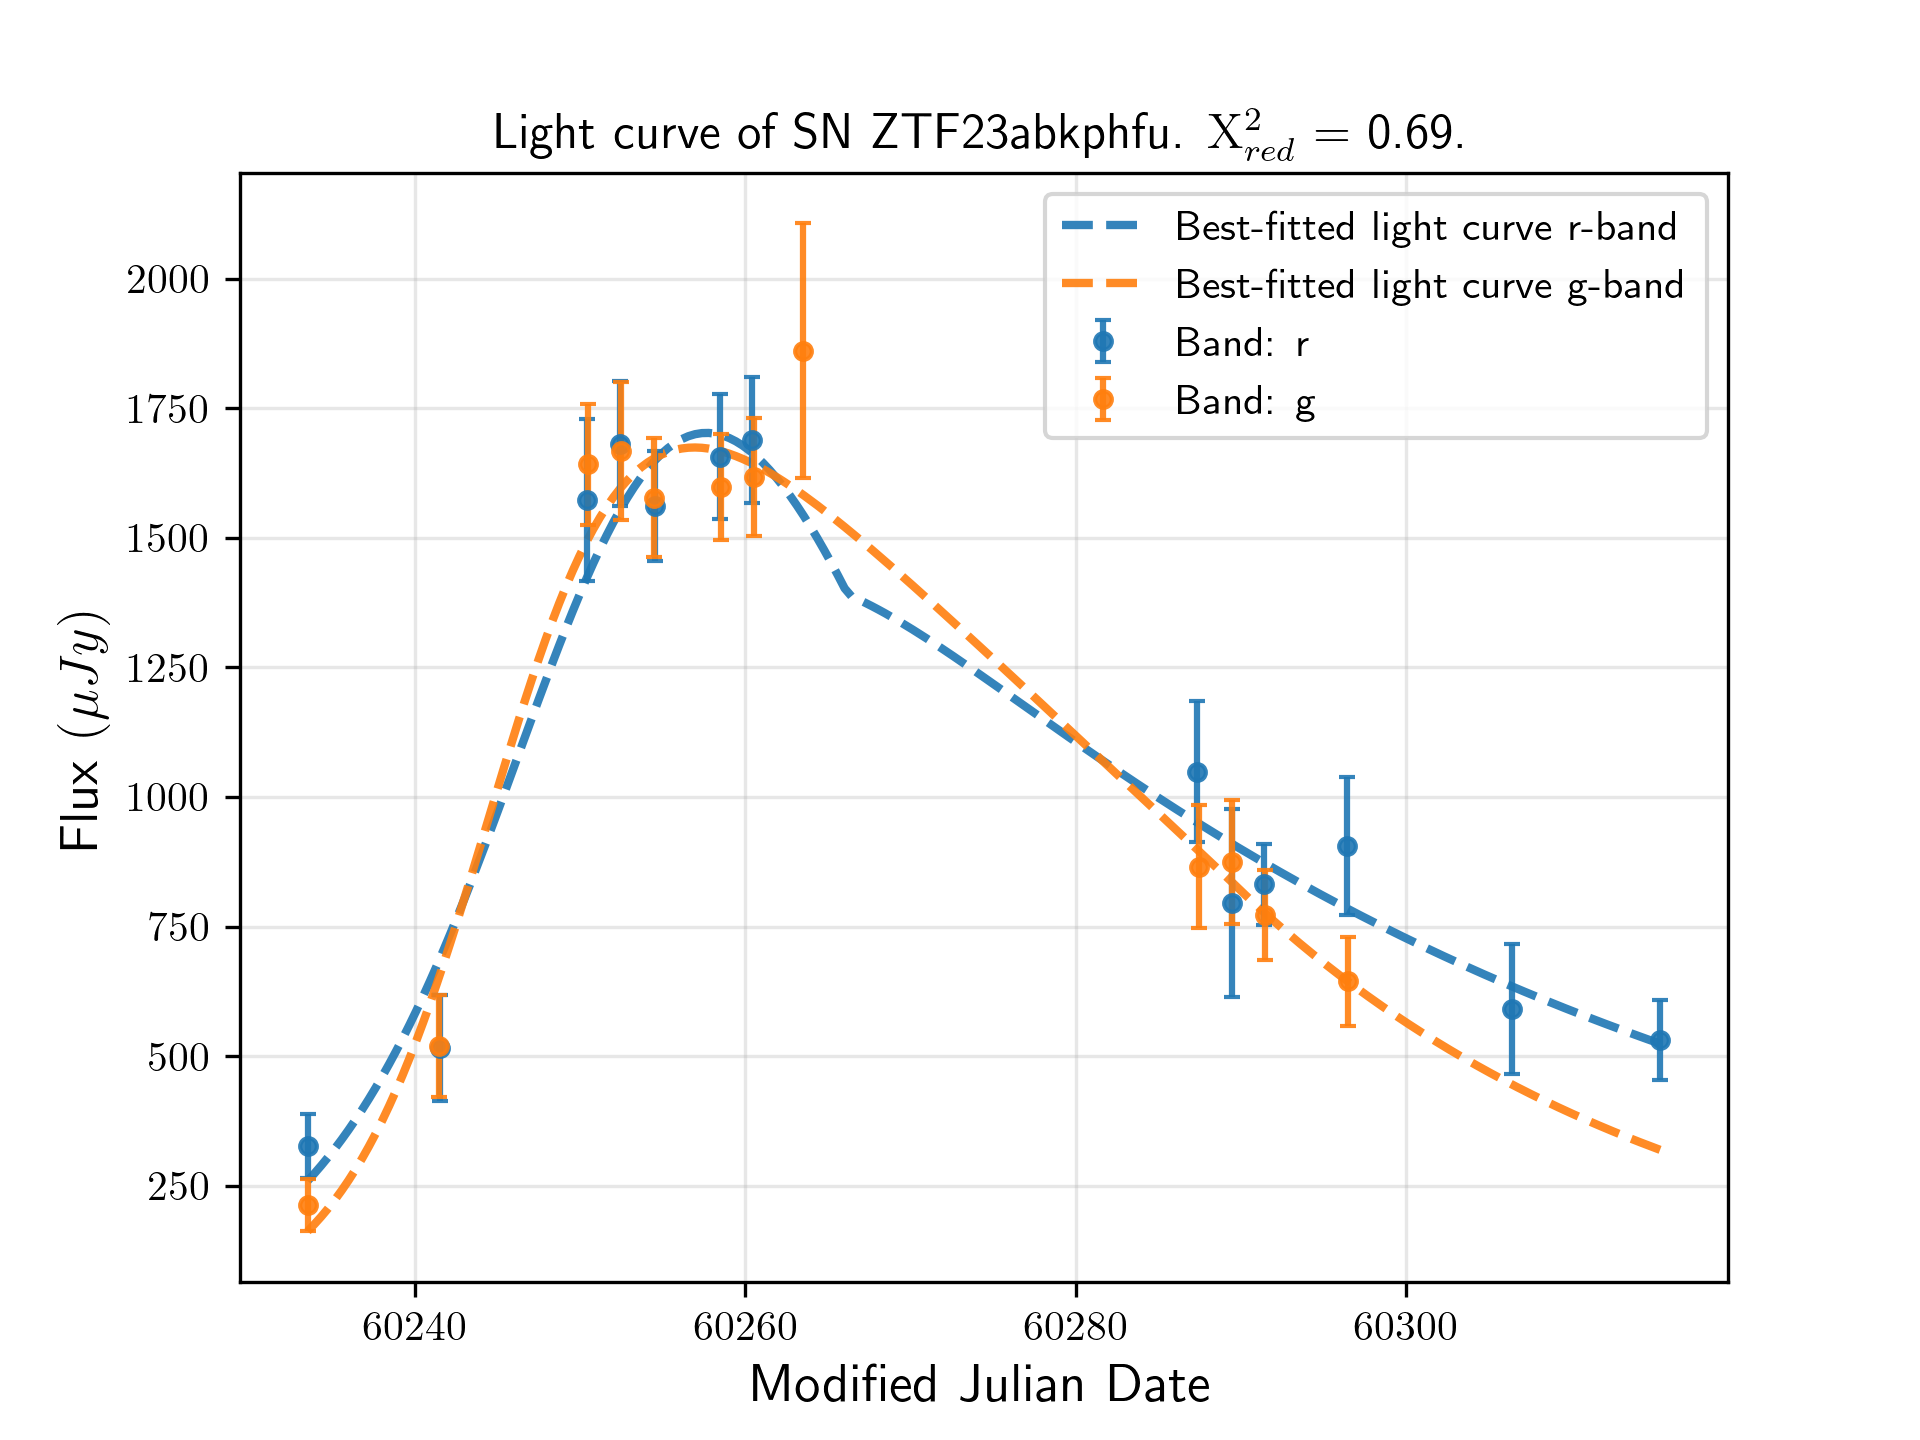 Light curve of SN ZTF23abkphfu. X²_red = 0.69.
Best-fitted light curve r-band
Best-fitted light curve g-band
Band: r
Band: g
Flux (μJy)
2000
1750
1500
1250
1000
750
500
250
60240 60260 60280 60300
Modified Julian Date